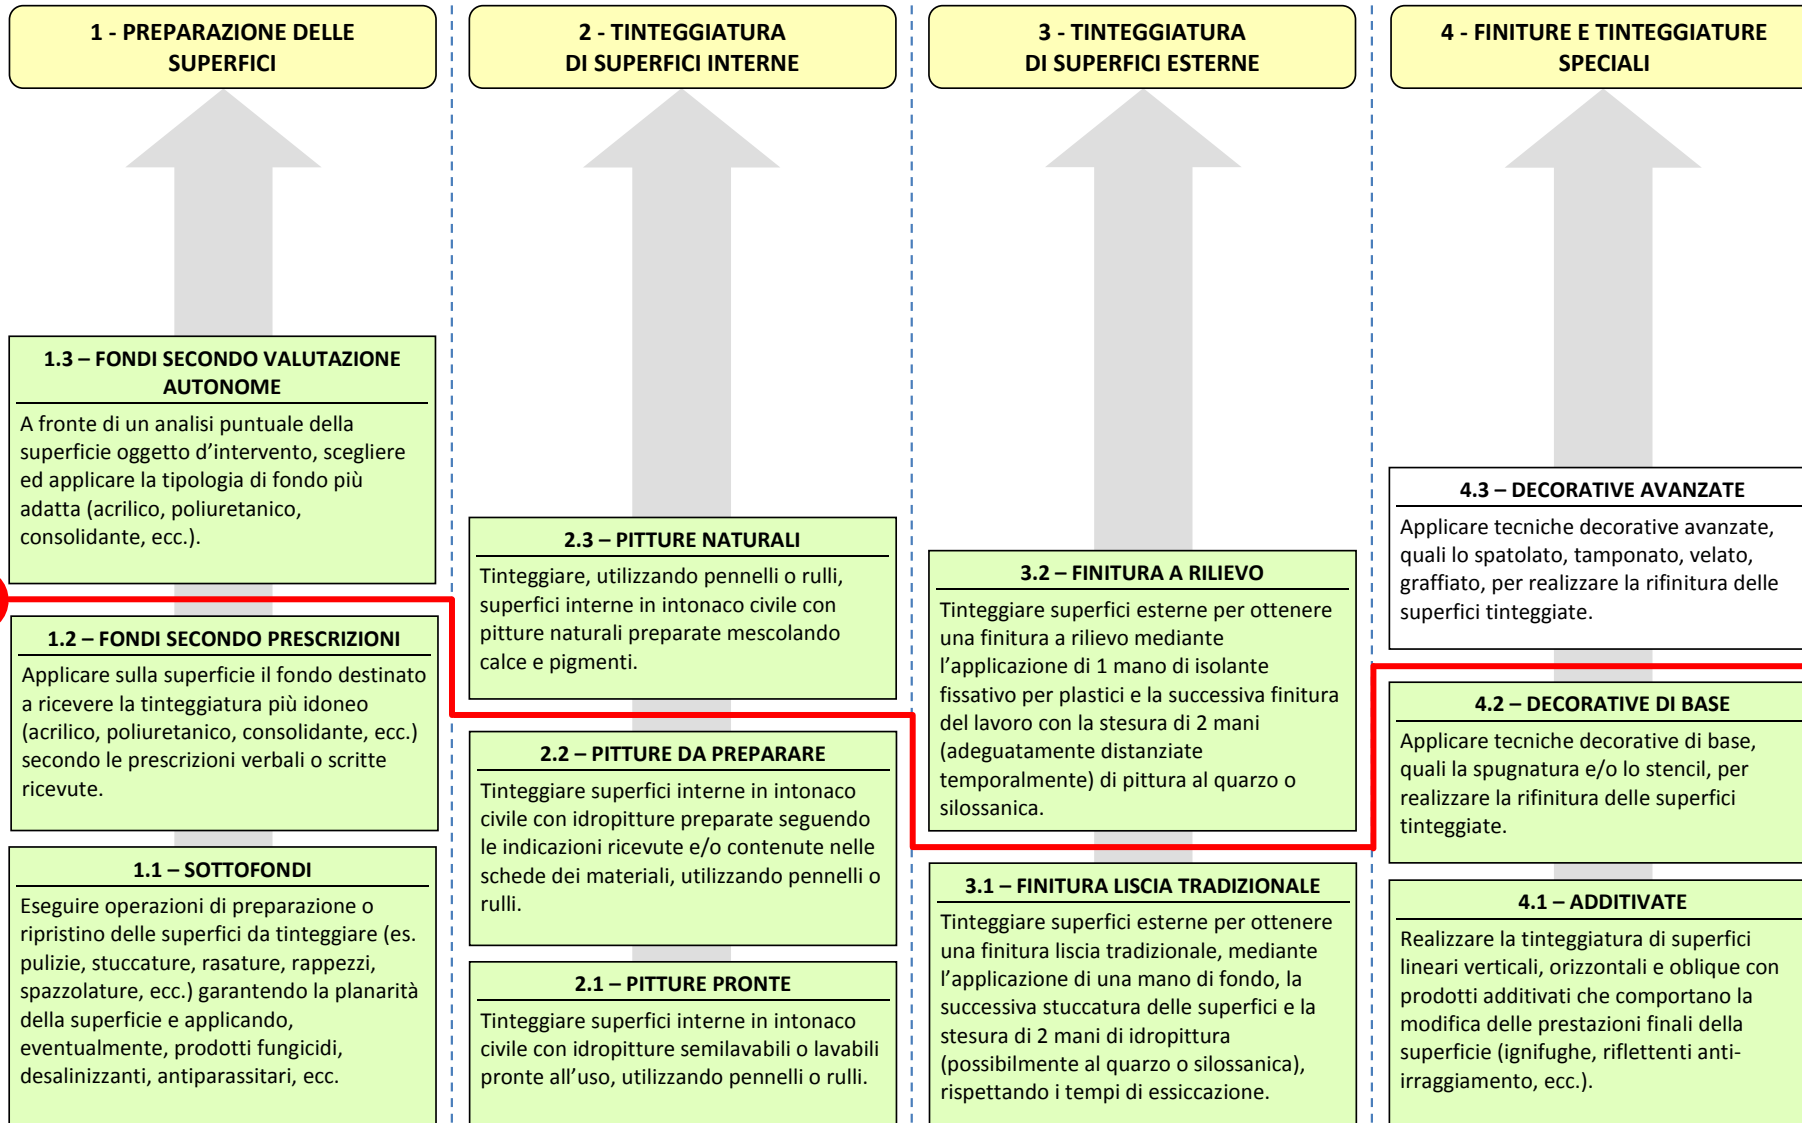 1 - PREPARAZIONE DELLE
SUPERFICI
1.3 – FONDI SECONDO VALUTAZIONE
AUTONOME
A fronte di un analisi puntuale della
superficie oggetto d'intervento, scegliere
ed applicare la tipologia di fondo più
adatta (acrilico, poliuretanico,
consolidante, ecc.).
1.2 – FONDI SECONDO PRESCRIZIONI
Applicare sulla superficie il fondo destinato
a ricevere la tinteggiatura più idoneo
(acrilico, poliuretanico, consolidante, ecc.)
secondo le prescrizioni verbali o scritte
ricevute.
1.1 – SOTTOFONDI
Eseguire operazioni di preparazione o
ripristino delle superfici da tinteggiare (es.
pulizie, stuccature, rasature, rappezzi,
spazzolature, ecc.) garantendo la planarità
della superficie e applicando,
eventualmente, prodotti fungicidi,
desalinizzanti, antiparassitari, ecc.
2 - TINTEGGIATURA
DI SUPERFICI INTERNE
2.3 – PITTURE NATURALI
Tinteggiare, utilizzando pennelli o rulli,
superfici interne in intonaco civile con
pitture naturali preparate mescolando
calce e pigmenti.
2.2 – PITTURE DA PREPARARE
Tinteggiare superfici interne in intonaco
civile con idropitture preparate seguendo
le indicazioni ricevute e/o contenute nelle
schede dei materiali, utilizzando pennelli o
rulli.
2.1 – PITTURE PRONTE
Tinteggiare superfici interne in intonaco
civile con idropitture semilavabili o lavabili
pronte all'uso, utilizzando pennelli o rulli.
3 - TINTEGGIATURA
DI SUPERFICI ESTERNE
3.2 – FINITURA A RILIEVO
Tinteggiare superfici esterne per ottenere
una finitura a rilievo mediante
l'applicazione di 1 mano di isolante
fissativo per plastici e la successiva finitura
del lavoro con la stesura di 2 mani
(adeguatamente distanziate
temporalmente) di pittura al quarzo o
silossanica.
3.1 – FINITURA LISCIA TRADIZIONALE
Tinteggiare superfici esterne per ottenere
una finitura liscia tradizionale, mediante
l'applicazione di una mano di fondo, la
successiva stuccatura delle superfici e la
stesura di 2 mani di idropittura
(possibilmente al quarzo o silossanica),
rispettando i tempi di essiccazione.
4 - FINITURE E TINTEGGIATURE
SPECIALI
4.3 – DECORATIVE AVANZATE
Applicare tecniche decorative avanzate,
quali lo spatolato, tamponato, velato,
graffiato, per realizzare la rifinitura delle
superfici tinteggiate.
4.2 – DECORATIVE DI BASE
Applicare tecniche decorative di base,
quali la spugnatura e/o lo stencil, per
realizzare la rifinitura delle superfici
tinteggiate.
4.1 – ADDITIVATE
Realizzare la tinteggiatura di superfici
lineari verticali, orizzontali e oblique con
prodotti additivati che comportano la
modifica delle prestazioni finali della
superficie (ignifughe, riflettenti anti-
irraggiamento, ecc.).